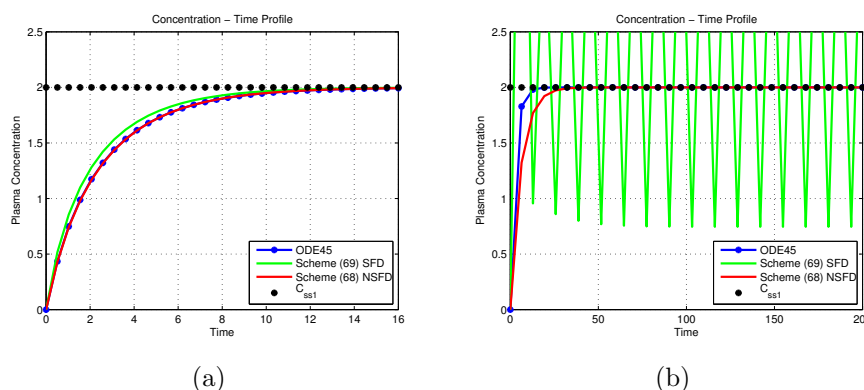 Concentration − Time Profile
2.5
2
1.5
1
0.5
0
Plasma Concentration
0 2 4 6 8 10 12 14 16
Time
ODE45
Scheme (69) SFD
Scheme (68) NSFD
C_ss1
(a)
Concentration − Time Profile
2.5
2
1.5
1
0.5
0
Plasma Concentration
0 50 100 150 200
Time
ODE45
Scheme (69) SFD
Scheme (68) NSFD
C_ss1
(b)